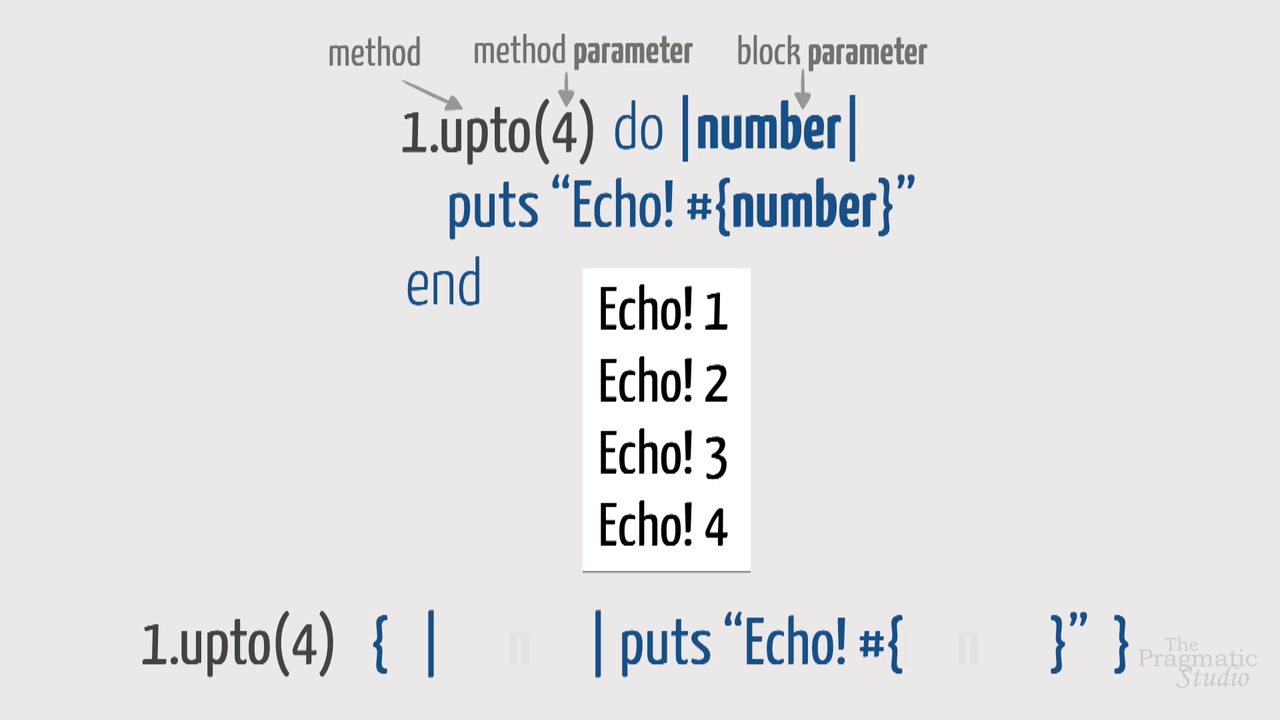 method method parameter block parameter
1.upto(4) do |number|
puts “Echo! #{number}”
end
Echo! 1
Echo! 2
Echo! 3
Echo! 4
1.upto(4) { | n | puts “Echo! #{ n }” }
The
Pragmatic
Studio